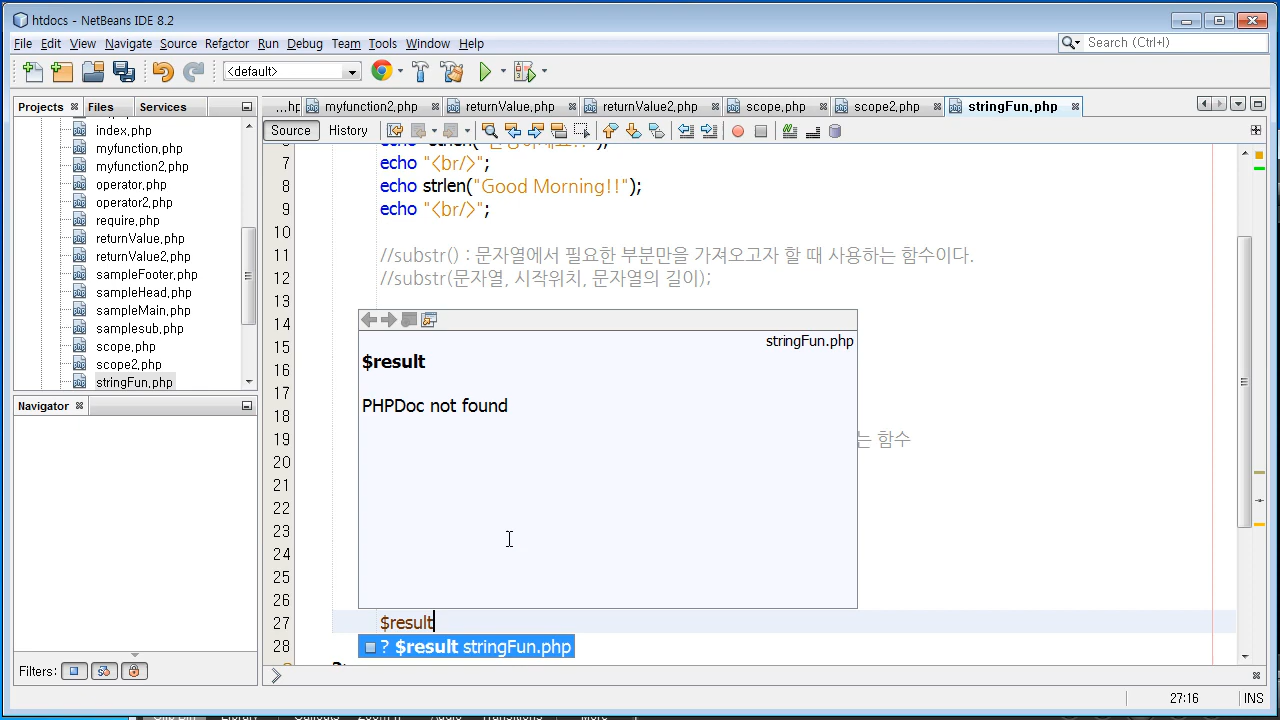 htdocs - NetBeans IDE 8.2
File Edit View Navigate Source Refactor Run Debug Team Tools Window Help
Search (Ctrl+I)
<default>
Projects Files Services
...hp myfunction2.php returnValue.php returnValue2.php scope.php scope2.php stringFun.php
Source History
index.php
myfunction.php
myfunction2.php
operator.php
operator2.php
require.php
returnValue.php
returnValue2.php
sampleFooter.php
sampleHead.php
sampleMain.php
samplesub.php
scope.php
scope2.php
stringFun.php
Navigator
Filters:
7 echo "<br/>";
8 echo strlen("Good Morning!!");
9 echo "<br/>";
10
11 //substr() : 문자열에서 필요한 부분만을 가져오고자 할 때 사용하는 함수이다.
12 //substr(문자열, 시작위치, 문자열의 길이);
13
14
15
16
17
18
19 는 함수
20
21
22
23
24
25
26
27 $result
28
stringFun.php
$result
PHPDoc not found
? $result stringFun.php
27:16 INS